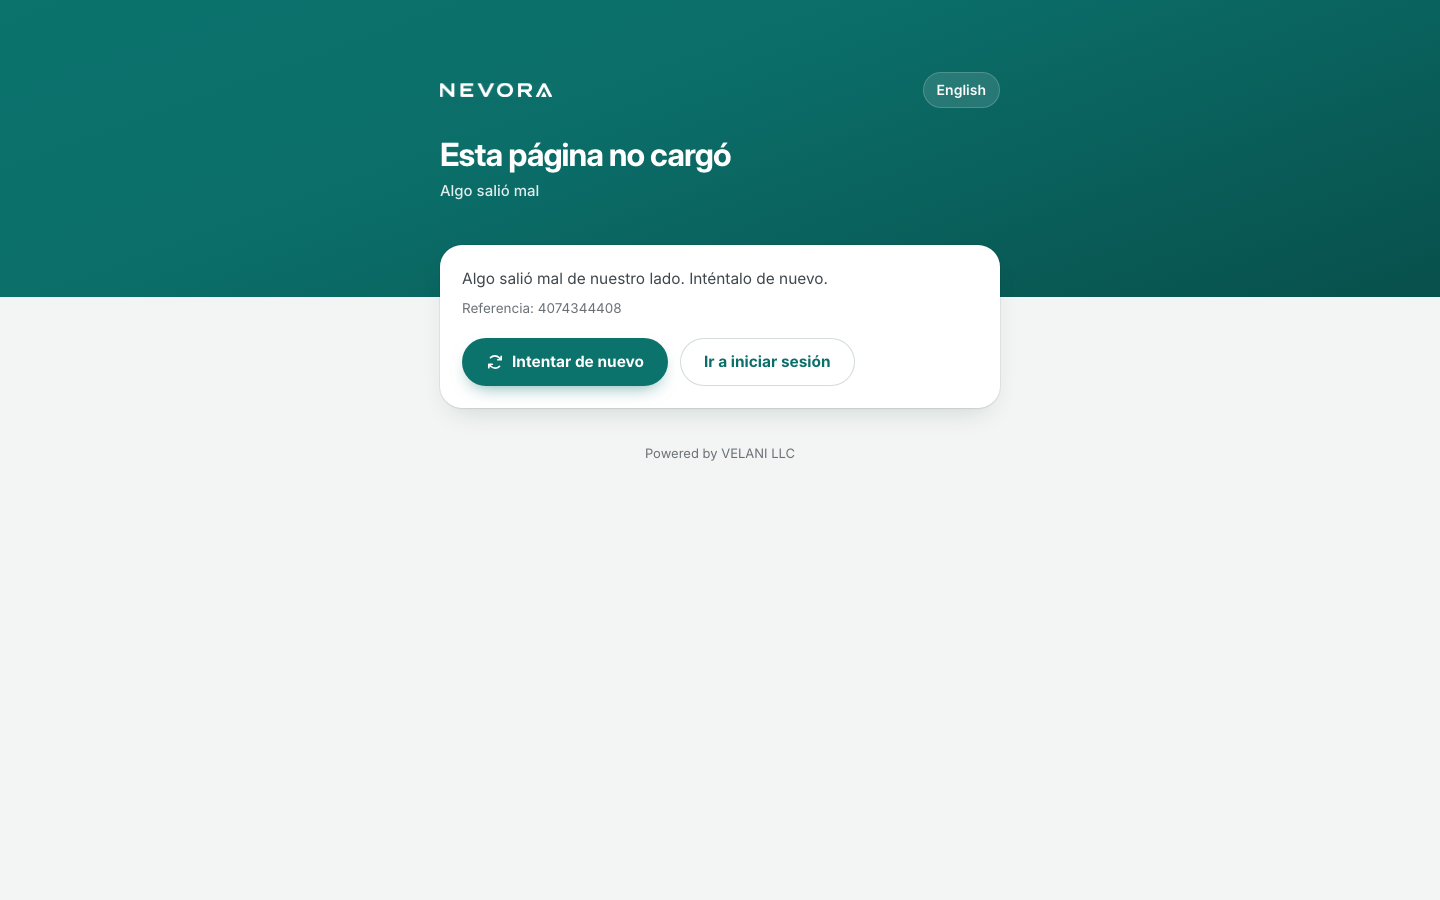 NEVORA
English
Esta página no cargó
Algo salió mal
Algo salió mal de nuestro lado. Inténtalo de nuevo.
Referencia: 4074344408
Intentar de nuevo
Ir a iniciar sesión
Powered by VELANI LLC